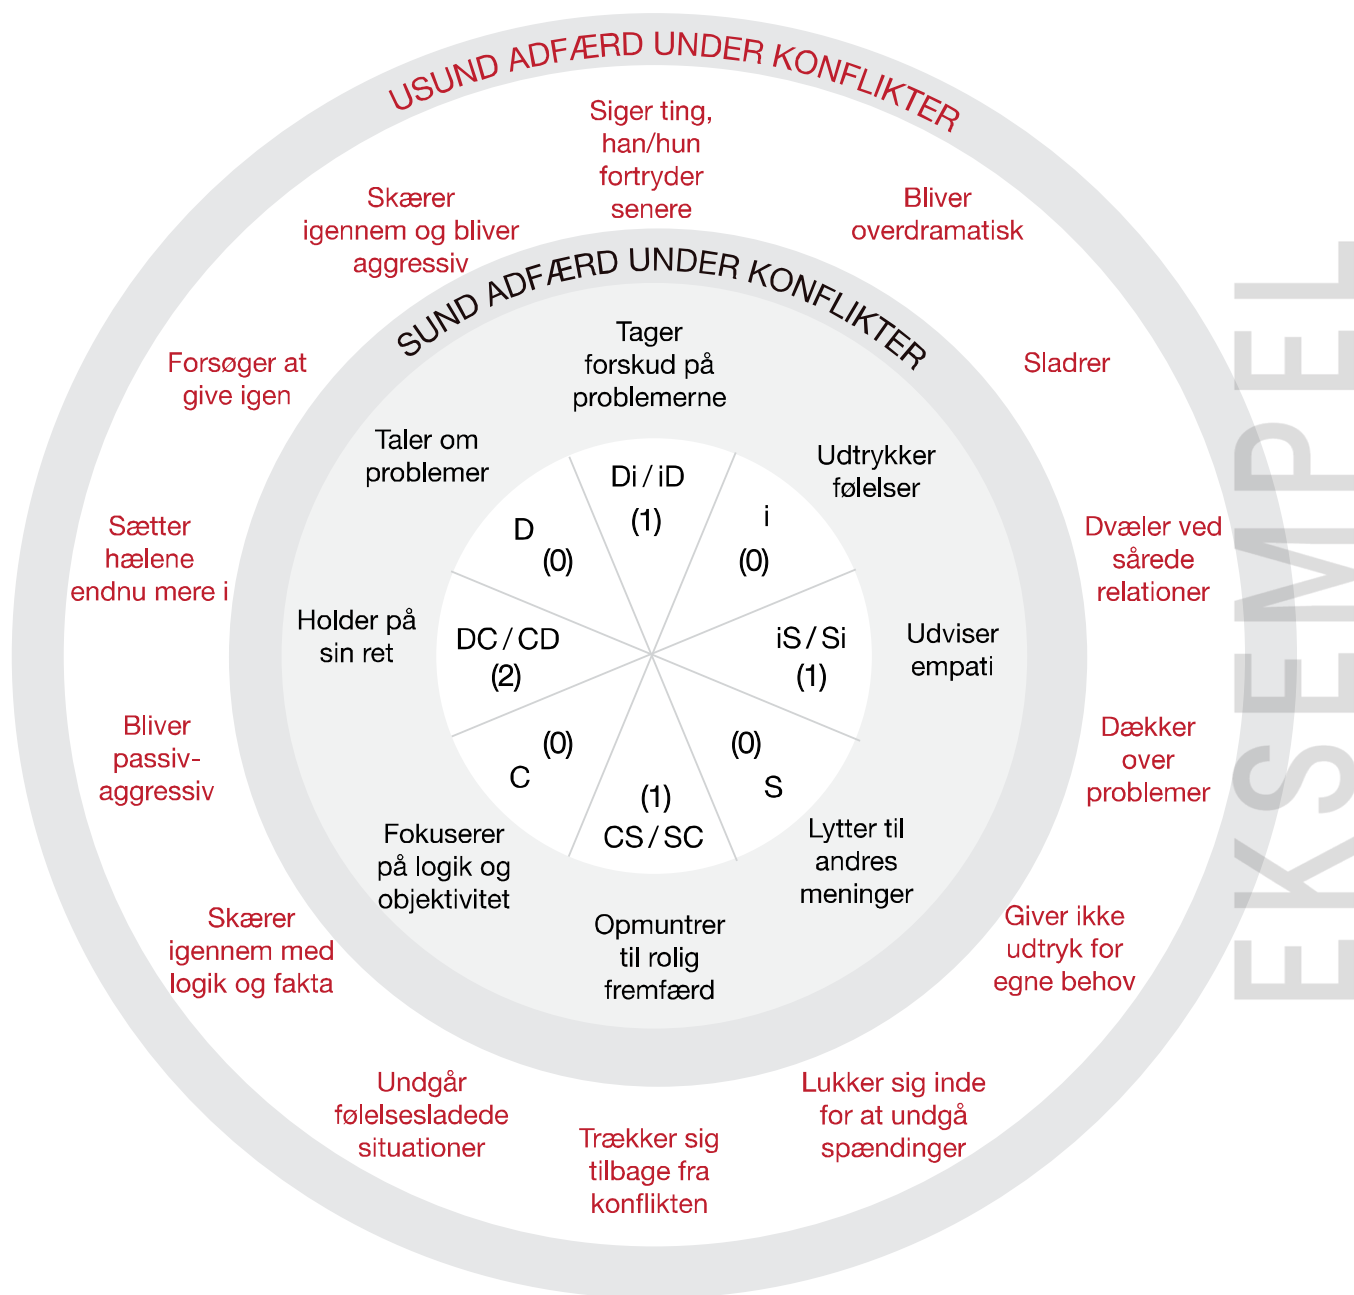 USUND ADFÆRD UNDER KONFLIKTER
Siger ting,
han/hun
fortryder
senere
Skærer
igennem og bliver
aggressiv
Bliver
overdramatisk
SUND ADFÆRD UNDER KONFLIKTER
Tager
forskud på
problemerne
Forsøger at
give igen
Sladrer
Taler om
problemer
Udtrykker
følelser
Di / iD
(1)
D
(0)
i
(0)
Sætter
hælene
endnu mere i
Dvæler ved
sårede
relationer
Holder på
sin ret
DC / CD
(2)
iS / Si
(1)
Udviser
empati
Bliver
passiv-
aggressiv
(0)
C
(1)
CS / SC
(0)
S
Dækker
over
problemer
Fokuserer
på logik og
objektivitet
Lytter til
andres
meninger
Opmuntrer
til rolig
fremfærd
Skærer
igennem med
logik og fakta
Giver ikke
udtryk for
egne behov
Undgår
følelsesladede
situationer
Trækker sig
tilbage fra
konflikten
Lukker sig inde
for at undgå
spændinger
EKSEMPEL